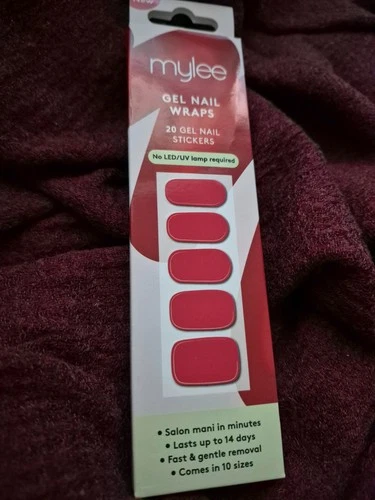 New
mylee
GEL NAIL
WRAPS
20 GEL NAIL
STICKERS
No LED/UV lamp required
• Salon mani in minutes
• Lasts up to 14 days
• Fast & gentle removal
• Comes in 10 sizes